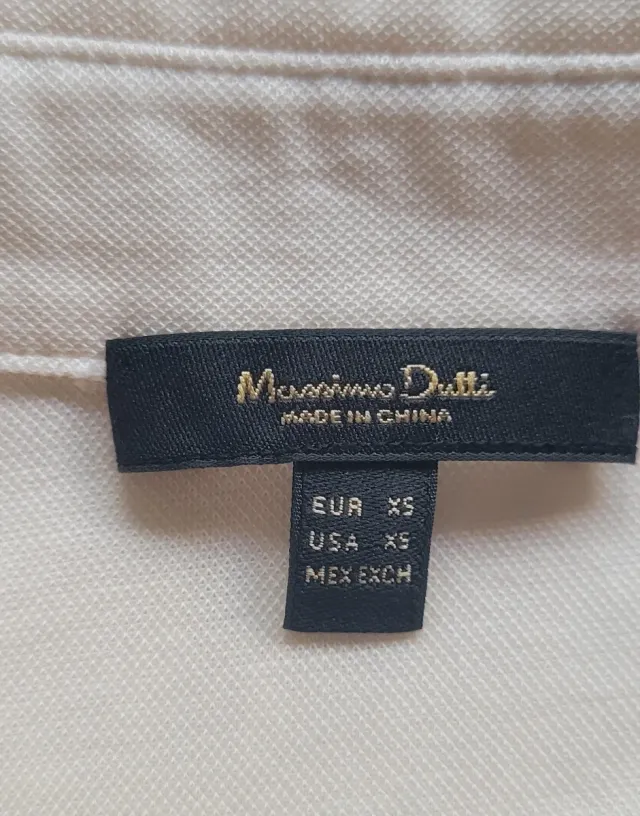 Massimo Dutti
MADE IN CHINA
EUR XS
USA XS
MEX EXCH